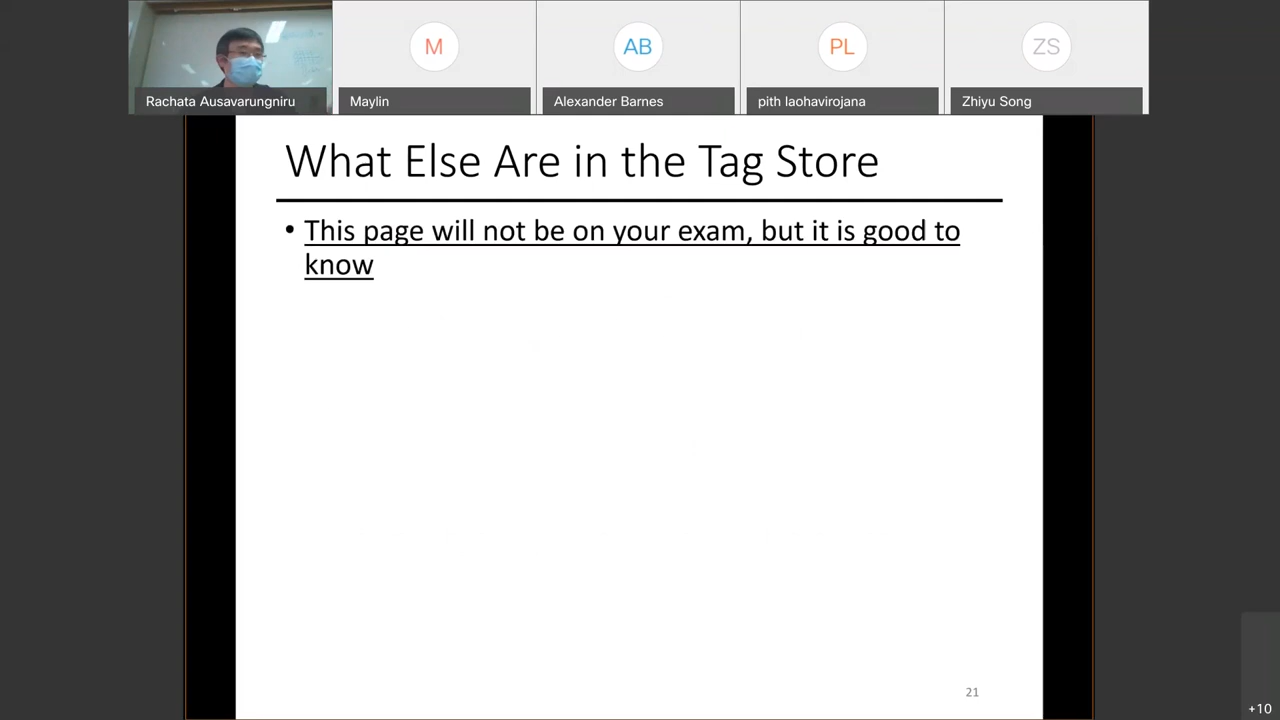 M
AB
PL
ZS
Rachata Ausavarungniru
Maylin
Alexander Barnes
pith laohavirojana
Zhiyu Song
What Else Are in the Tag Store
• This page will not be on your exam, but it is good to
know
21
+10